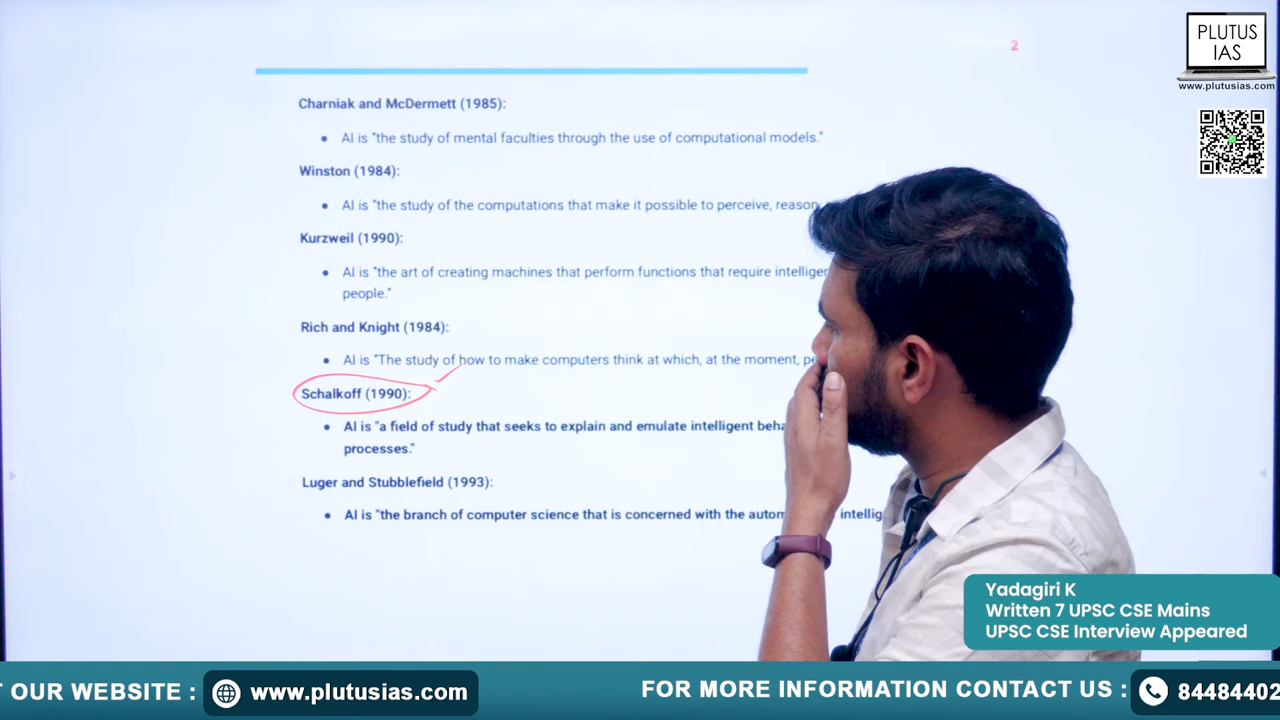 2
PLUTUS
IAS
www.plutusias.com
Charniak and McDermett (1985):
• AI is "the study of mental faculties through the use of computational models."
Winston (1984):
• AI is "the study of the computations that make it possible to perceive, reason
Kurzweil (1990):
• AI is "the art of creating machines that perform functions that require
people."
Rich and Knight (1984):
• AI is "The study of how to make computers think at which, at the moment,
Schalkoff (1990):
• AI is "a field of study that seeks to explain and emulate intelligent
processes."
Luger and Stubblefield (1993):
• AI is "the branch of computer science that is concerned with the
Yadagiri K
Written 7 UPSC CSE Mains
UPSC CSE Interview Appeared
OUR WEBSITE : www.plutusias.com FOR MORE INFORMATION CONTACT US : 84484402